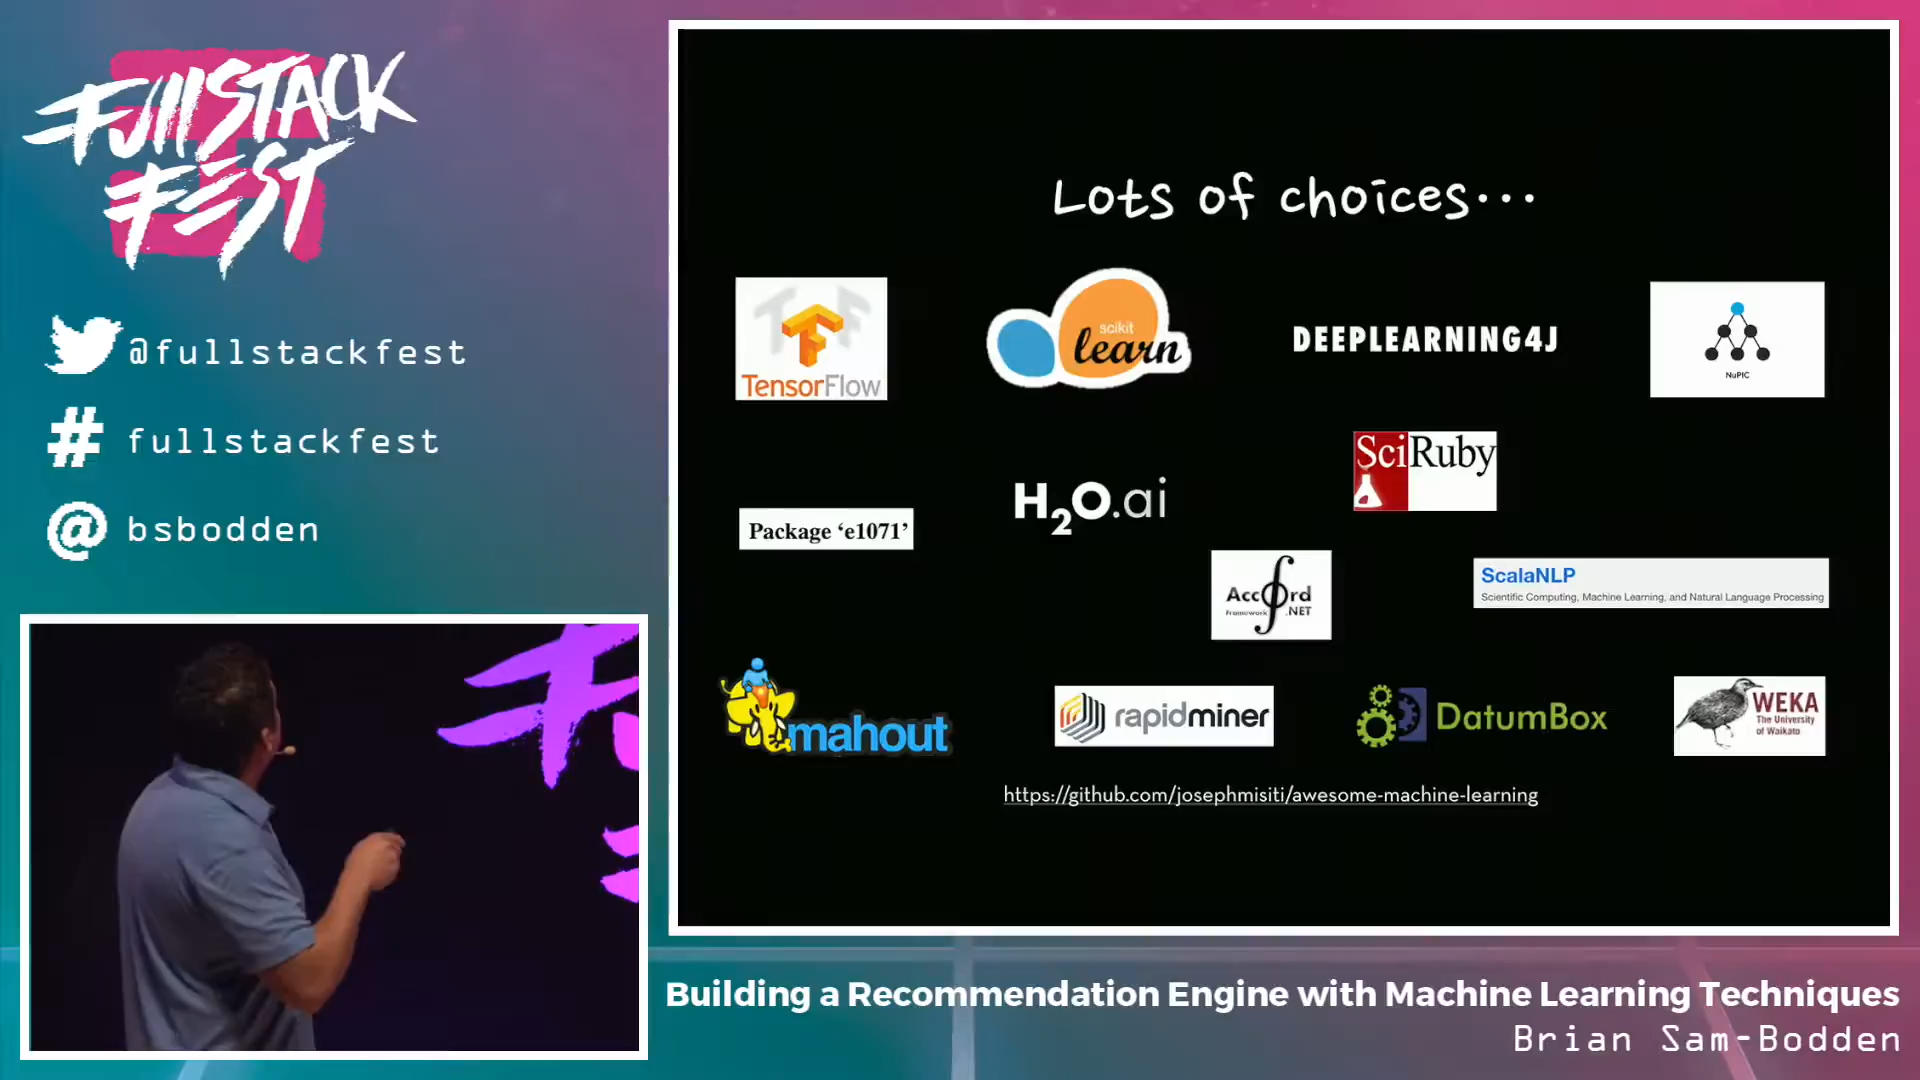 FullSTACK
FEST
@fullstackfest
# fullstackfest
@ bsbodden
Lots of choices...
TensorFlow
scikit
learn
DEEPLEARNING4J
NuPIC
SciRuby
H2O.ai
Package ‘e1071’
Accord
Framework .NET
ScalaNLP
Scientific Computing, Machine Learning, and Natural Language Processing
mahout
rapidminer
DatumBox
WEKA
The University
of Waikato
https://github.com/josephmisiti/awesome-machine-learning
Building a Recommendation Engine with Machine Learning Techniques
Brian Sam-Bodden